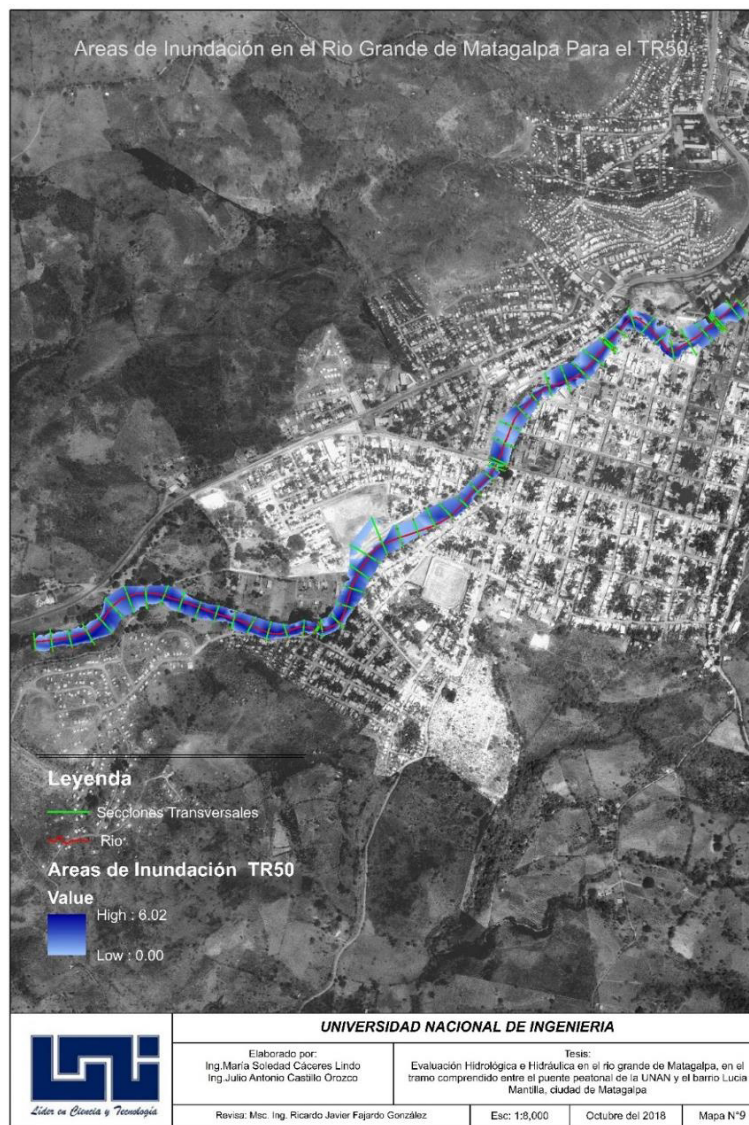 Areas de Inundación en el Rio Grande de Matagalpa Para el TR50
Leyenda
Secciones Transversales
Rio
Areas de Inundación TR50
Value
High : 6.02
Low : 0.00
UNIVERSIDAD NACIONAL DE INGENIERIA
Elaborado por:
Ing.María Soledad Cáceres Lindo
Ing.Julio Antonio Castillo Orozco
Tesis:
Evaluación Hidrológica e Hidráulica en el rio grande de Matagalpa, en el
tramo comprendido entre el puente peatonal de la UNAN y el barrio Lucia
Mantilla, ciudad de Matagalpa
uni
Líder en Ciencia y Tecnología
Revisa: Msc. Ing. Ricardo Javier Fajardo González
Esc: 1:8,000
Octubre del 2018
Mapa N°9